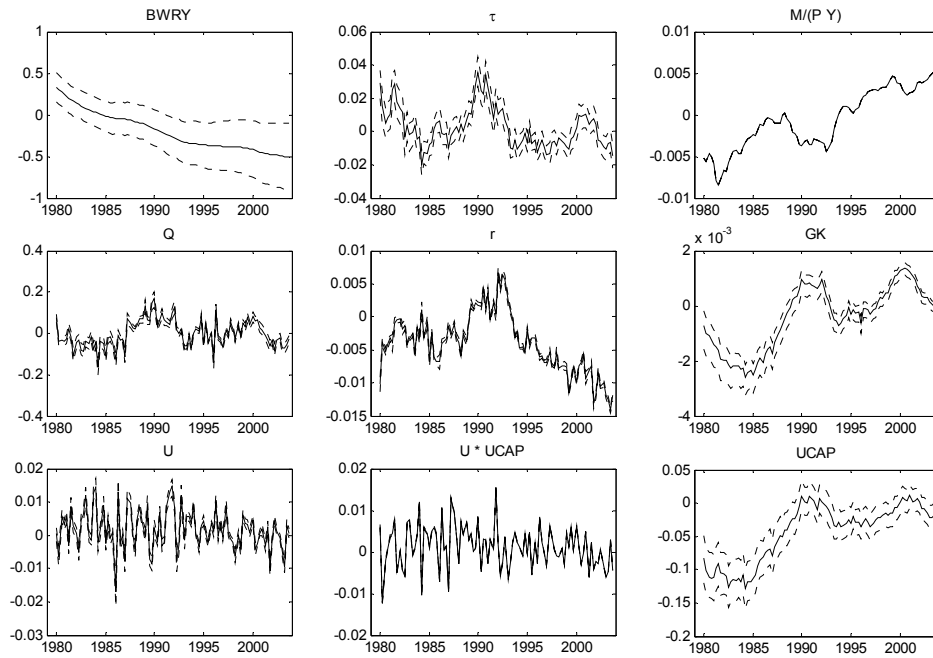 BWRY
1
0.5
0
-0.5
-1
1980 1985 1990 1995 2000
τ
0.06
0.04
0.02
0
-0.02
-0.04
1980 1985 1990 1995 2000
M/(P Y)
0.01
0.005
0
-0.005
-0.01
1980 1985 1990 1995 2000
Q
0.4
0.2
0
-0.2
-0.4
1980 1985 1990 1995 2000
r
0.01
0.005
0
-0.005
-0.01
-0.015
1980 1985 1990 1995 2000
GK
x 10⁻³
2
0
-2
-4
1980 1985 1990 1995 2000
U
0.02
0.01
0
-0.01
-0.02
-0.03
1980 1985 1990 1995 2000
U * UCAP
0.02
0.01
0
-0.01
-0.02
1980 1985 1990 1995 2000
UCAP
0.05
0
-0.05
-0.1
-0.15
-0.2
1980 1985 1990 1995 2000